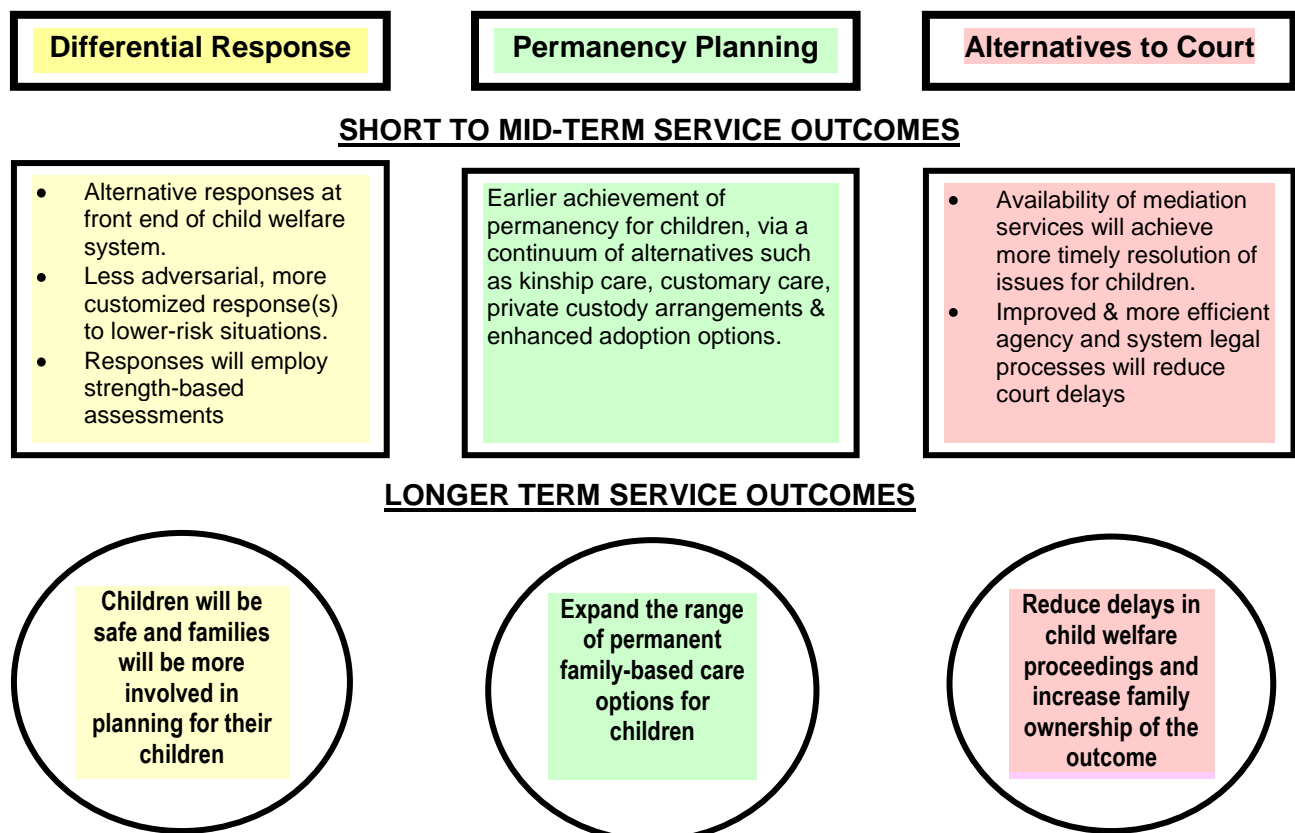 Differential Response
Permanency Planning
Alternatives to Court
SHORT TO MID-TERM SERVICE OUTCOMES
• Alternative responses at
front end of child welfare
system.
• Less adversarial, more
customized response(s)
to lower-risk situations.
• Responses will employ
strength-based
assessments
Earlier achievement of
permanency for children, via a
continuum of alternatives such
as kinship care, customary care,
private custody arrangements &
enhanced adoption options.
• Availability of mediation
services will achieve
more timely resolution of
issues for children.
• Improved & more efficient
agency and system legal
processes will reduce
court delays
LONGER TERM SERVICE OUTCOMES
Children will be
safe and families
will be more
involved in
planning for their
children
Expand the range
of permanent
family-based care
options for
children
Reduce delays in
child welfare
proceedings and
increase family
ownership of the
outcome